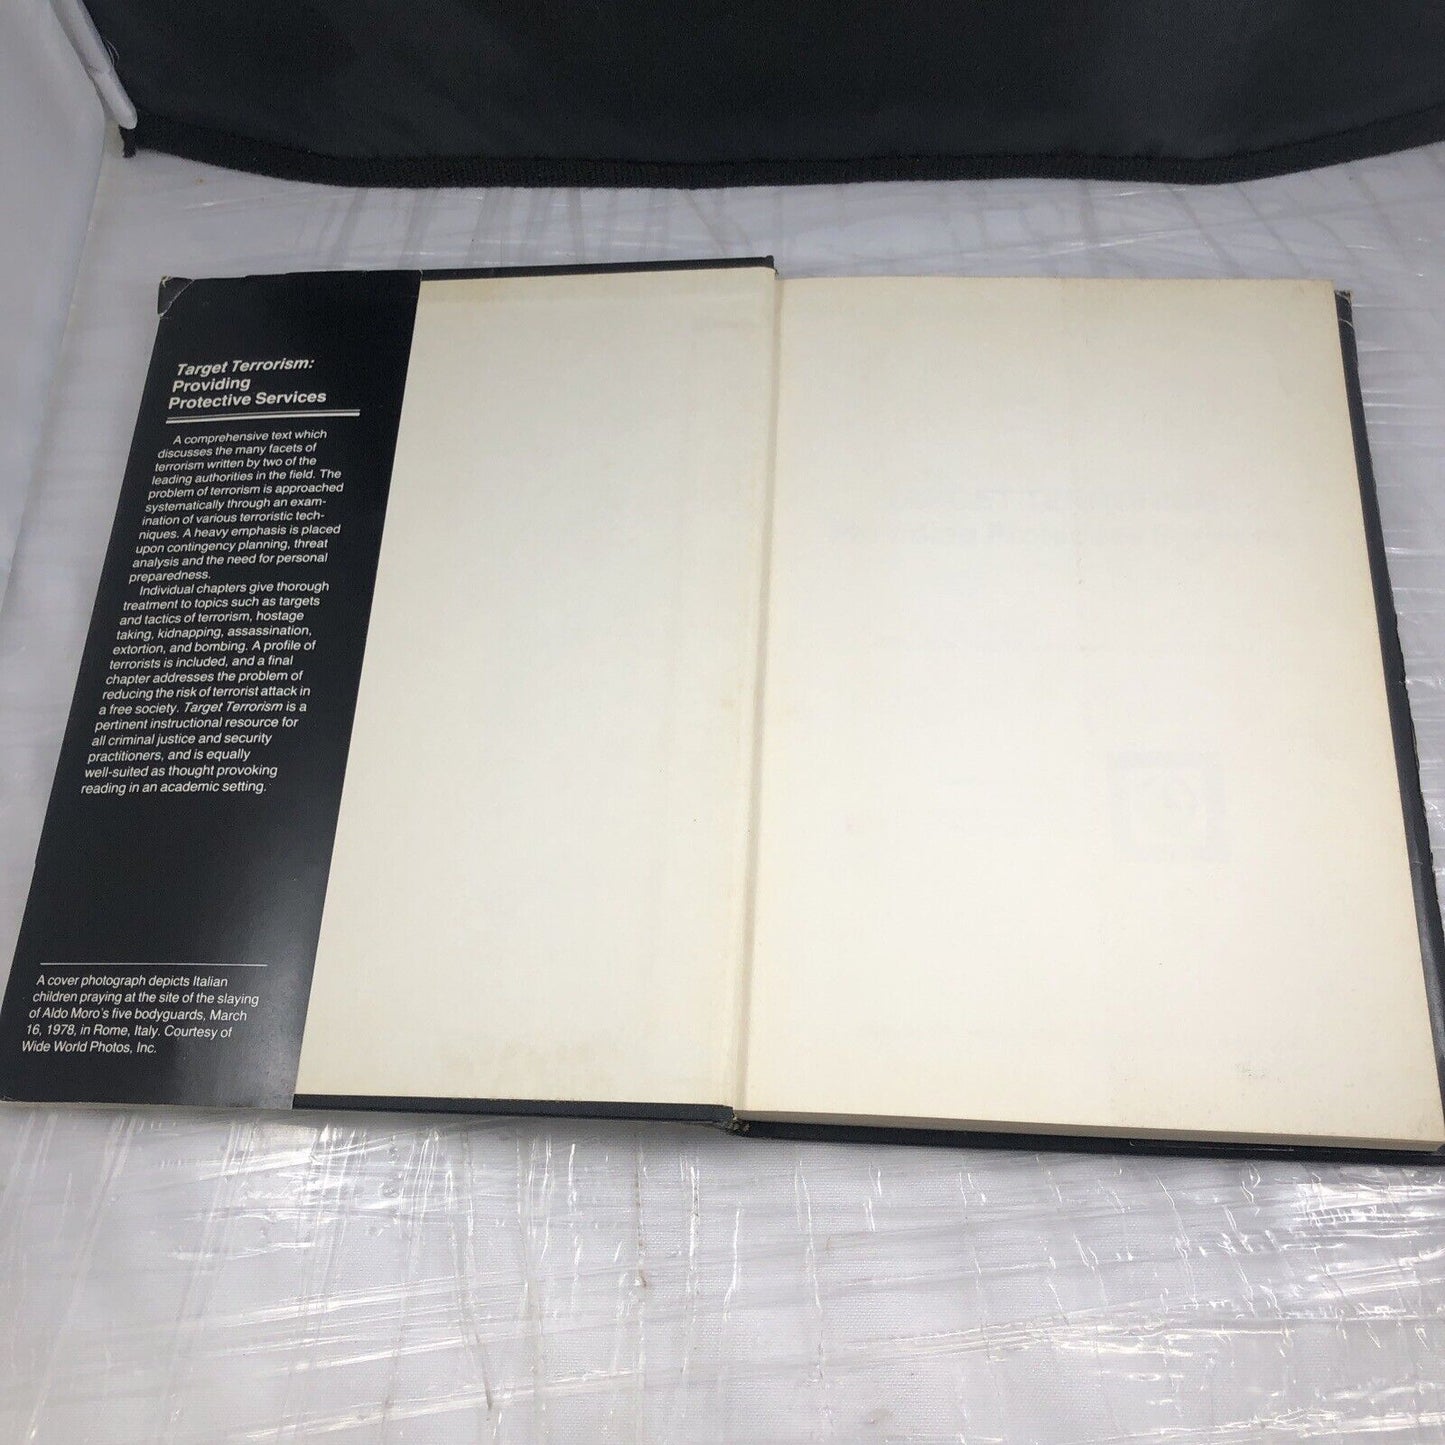 Target Terrorism:
Providing
Protective Services
A comprehensive text which
discusses the many facets of
terrorism written by two of the
leading authorities in the field. The
problem of terrorism is approached
systematically through an exam-
ination of various terroristic tech-
niques. A heavy emphasis is placed
upon contingency planning, threat
analysis and the need for personal
preparedness.
Individual chapters give thorough
treatment to topics such as targets
and tactics of terrorism, hostage
taking, kidnapping, assassination,
extortion, and bombing. A profile of
terrorists is included, and a final
chapter addresses the problem of
reducing the risk of terrorist attack in
a free society. Target Terrorism is a
pertinent instructional resource for
all criminal justice and security
practitioners, and is equally
well-suited as thought provoking
reading in an academic setting.
A cover photograph depicts Italian
children praying at the site of the slaying
of Aldo Moro's five bodyguards, March
16, 1978, in Rome, Italy. Courtesy of
Wide World Photos, Inc.